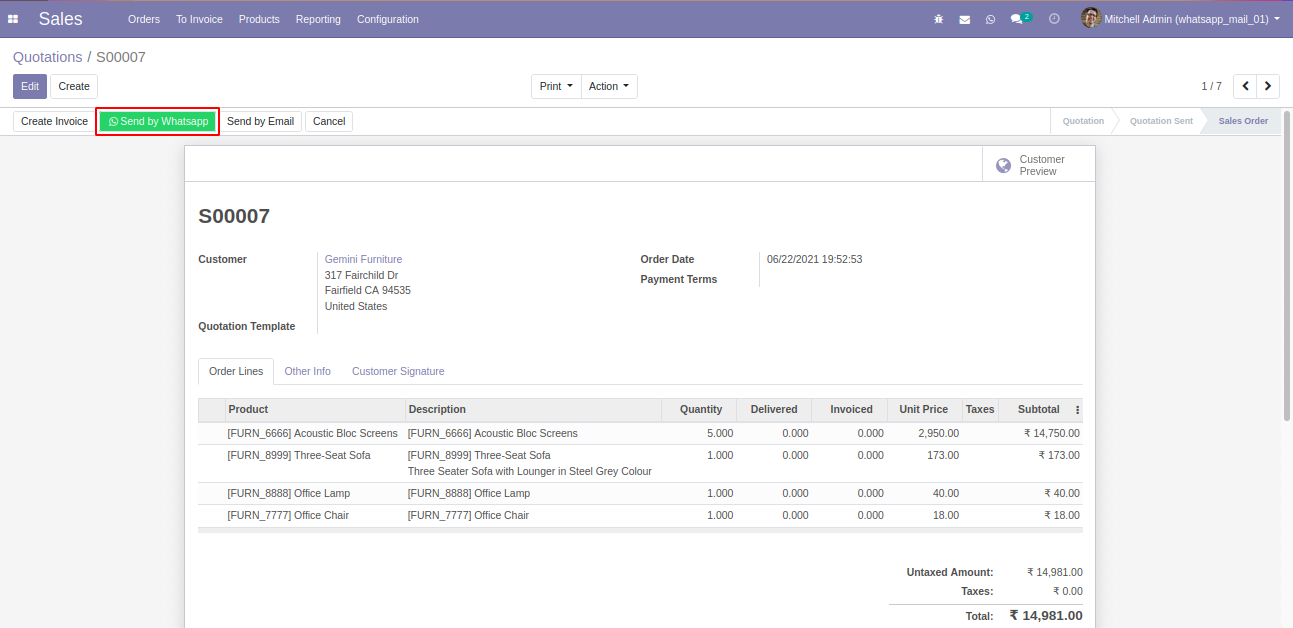 Sales Orders To Invoice Products Reporting Configuration 2 Mitchell Admin (whatsapp_mail_01)
Quotations / S00007
Edit Create Print Action 1 / 7
Create Invoice Send by Whatsapp Send by Email Cancel Quotation Quotation Sent Sales Order
Customer
Preview
S00007
Customer Gemini Furniture Order Date 06/22/2021 19:52:53
317 Fairchild Dr
Payment Terms
Fairfield CA 94535
United States
Quotation Template
Order Lines Other Info Customer Signature
Product Description Quantity Delivered Invoiced Unit Price Taxes Subtotal
[FURN_6666] Acoustic Bloc Screens [FURN_6666] Acoustic Bloc Screens 5.000 0.000 0.000 2,950.00 ₹ 14,750.00
[FURN_8999] Three-Seat Sofa [FURN_8999] Three-Seat Sofa 1.000 0.000 0.000 173.00 ₹ 173.00
Three Seater Sofa with Lounger in Steel Grey Colour
[FURN_8888] Office Lamp [FURN_8888] Office Lamp 1.000 0.000 0.000 40.00 ₹ 40.00
[FURN_7777] Office Chair [FURN_7777] Office Chair 1.000 0.000 0.000 18.00 ₹ 18.00
Untaxed Amount: ₹ 14,981.00
Taxes: ₹ 0.00
Total: ₹ 14,981.00